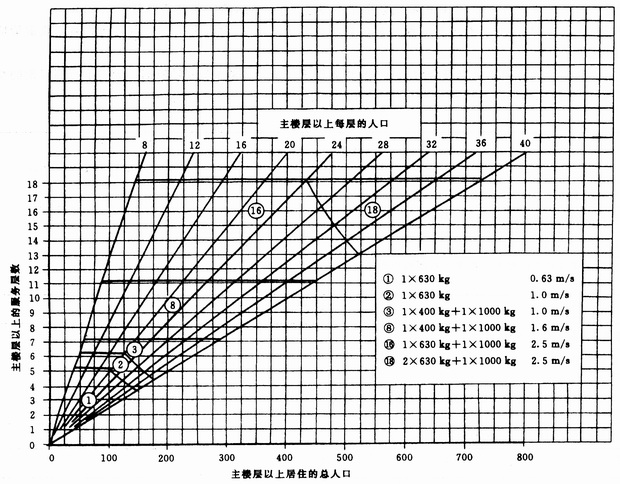 主楼层以上每层的人口
8 12 16 20 24 28 32 36 40
18
17
16
15
14
13
12
11
10
9
8
7
6
5
4
3
2
1
0
主楼层以上的服务层数
⑯
⑱
⑧
③
②
①
① 1×630 kg 0.63 m/s
② 1×630 kg 1.0 m/s
③ 1×400 kg+1×1000 kg 1.0 m/s
⑧ 1×400 kg+1×1000 kg 1.6 m/s
⑯ 1×630 kg+1×1000 kg 2.5 m/s
⑱ 2×630 kg+1×1000 kg 2.5 m/s
0 100 200 300 400 500 600 700 800
主楼层以上居住的总人口